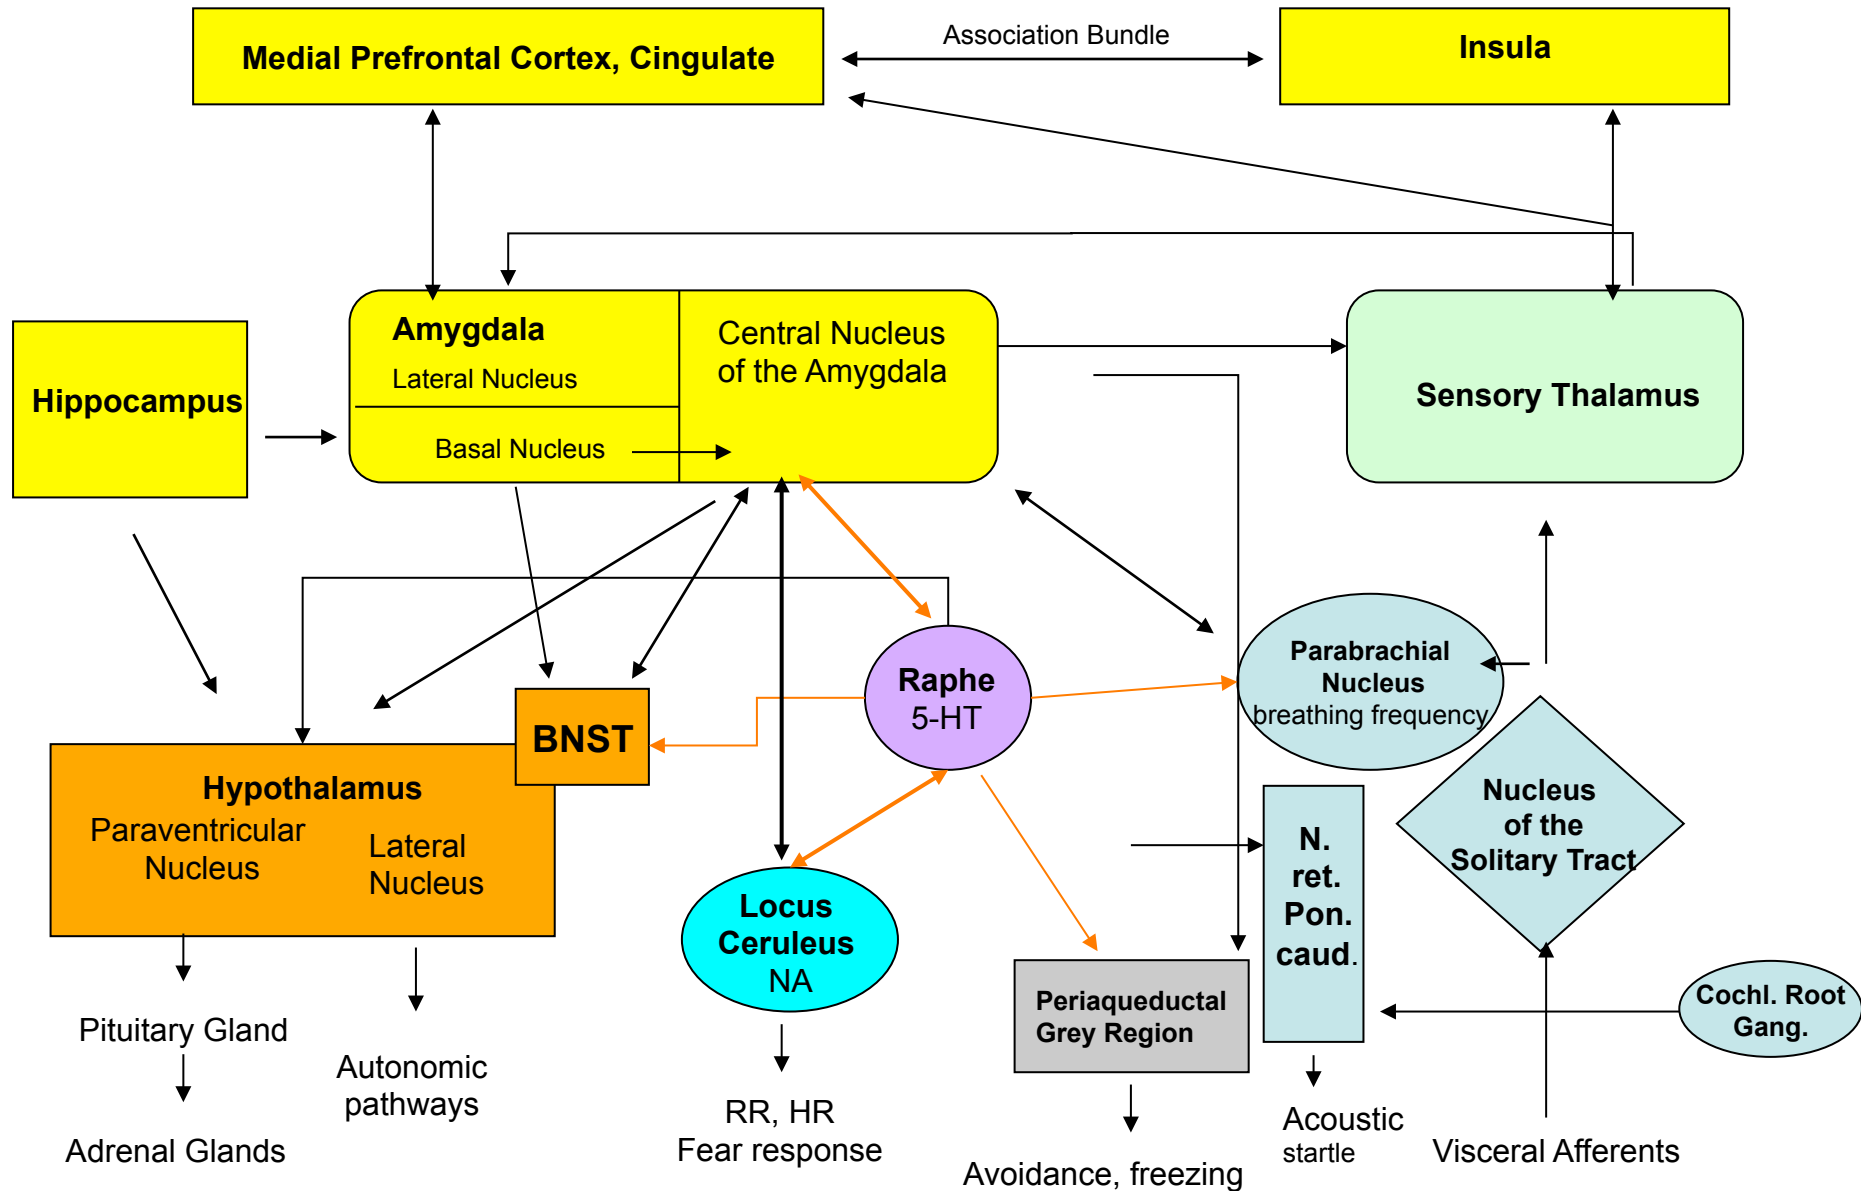 Medial Prefrontal Cortex, Cingulate
Association Bundle
Insula
Hippocampus
Amygdala
Lateral Nucleus
Basal Nucleus
Central Nucleus
of the Amygdala
Sensory Thalamus
BNST
Raphe
5-HT
Parabrachial
Nucleus
breathing frequency
Hypothalamus
Paraventricular
Nucleus
Lateral
Nucleus
Locus
Ceruleus
NA
Periaqueductal
Grey Region
N.
ret.
Pon.
caud.
Nucleus
of the
Solitary Tract
Cochl. Root
Gang.
Pituitary Gland
Adrenal Glands
Autonomic
pathways
RR, HR
Fear response
Avoidance, freezing
Acoustic
startle
Visceral Afferents